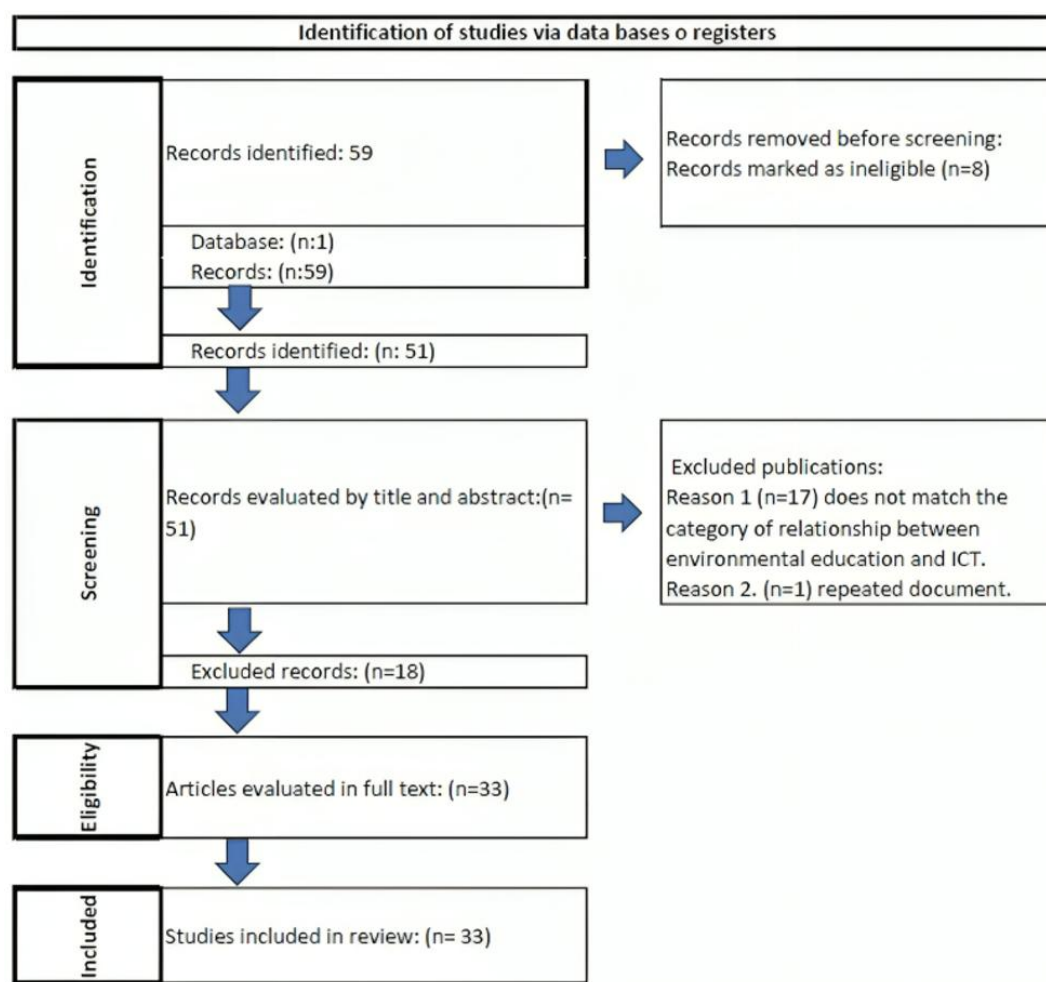 Identification of studies via data bases o registers
Identification
Records identified: 59
Records removed before screening:
Records marked as ineligible (n=8)
Database: (n:1)
Records: (n:59)
Records identified: (n: 51)
Screening
Records evaluated by title and abstract:(n=
51)
Excluded publications:
Reason 1 (n=17) does not match the
category of relationship between
environmental education and ICT.
Reason 2. (n=1) repeated document.
Excluded records: (n=18)
Eligibility
Articles evaluated in full text: (n=33)
Included
Studies included in review: (n= 33)